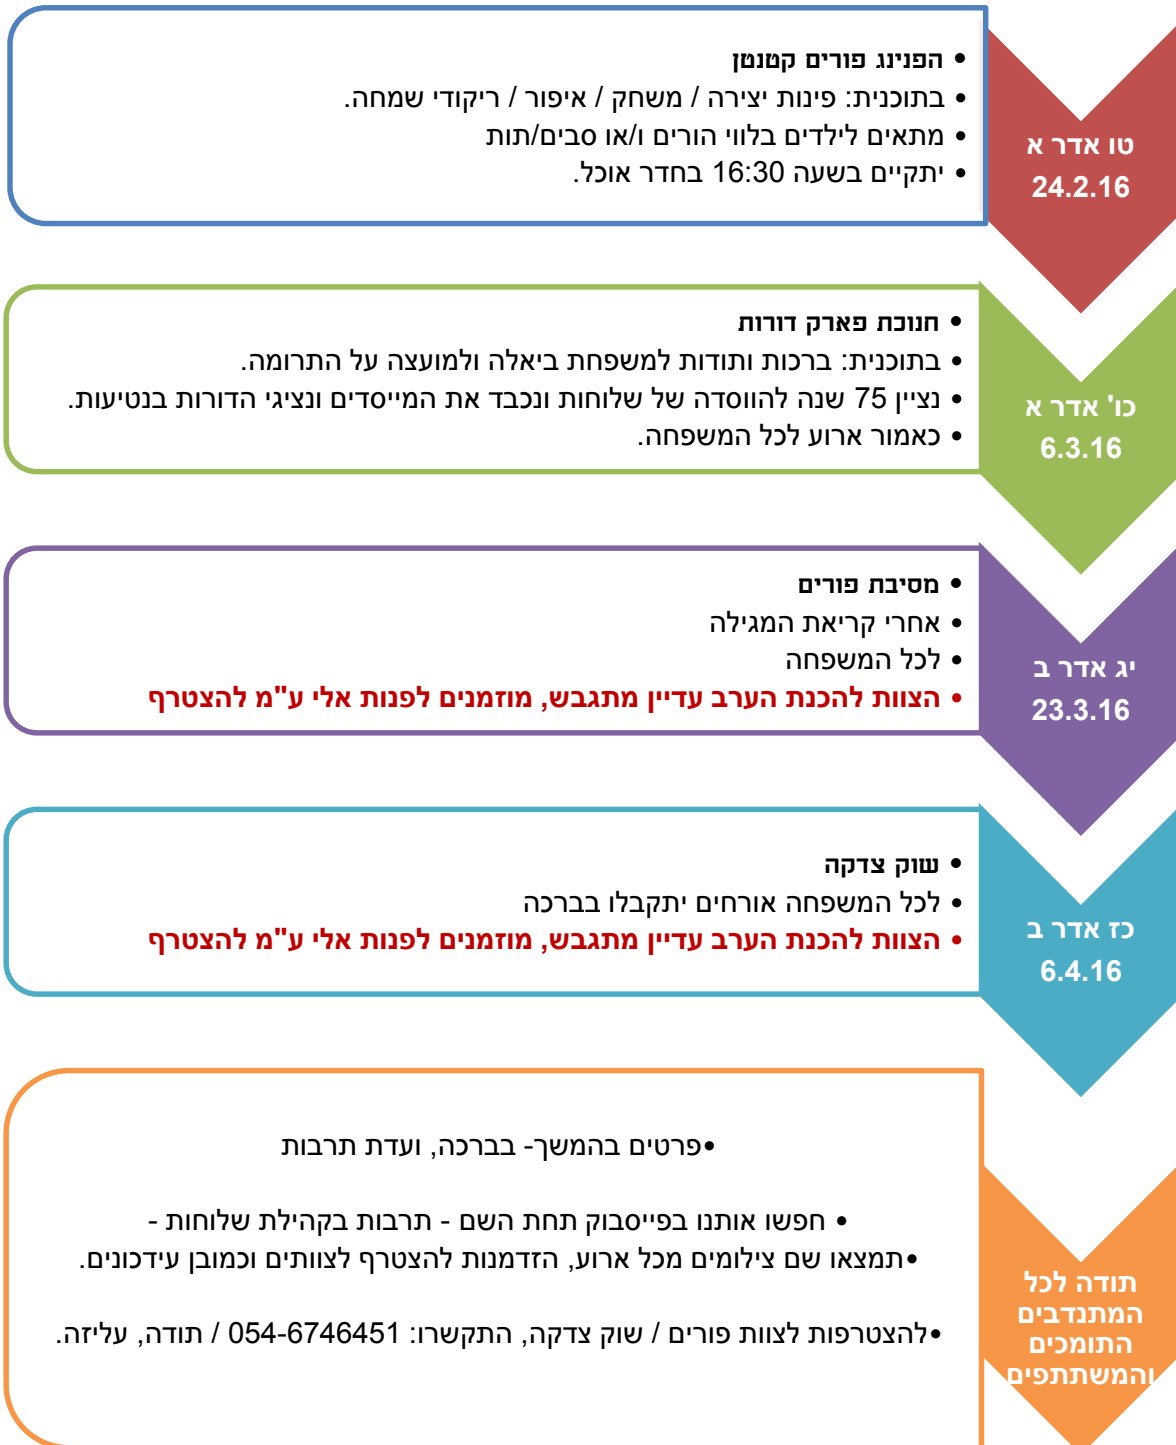 טו אדר א
24.2.16
• הפנינג פורים קטנטן
• בתוכנית: פינות יצירה / משחק / איפור / ריקודי שמחה.
• מתאים לילדים בלווי הורים ו/או סבים/תות
• יתקיים בשעה 16:30 בחדר אוכל.
כו' אדר א
6.3.16
• חנוכת פארק דורות
• בתוכנית: ברכות ותודות למשפחת ביאלה ולמועצה על התרומה.
• נציין 75 שנה להווסדה של שלוחות ונכבד את המייסדים ונציגי הדורות בנטיעות.
• כאמור ארוע לכל המשפחה.
יג אדר ב
23.3.16
• מסיבת פורים
• אחרי קריאת המגילה
• לכל המשפחה
• הצוות להכנת הערב עדיין מתגבש, מוזמנים לפנות אלי ע"מ להצטרף
כז אדר ב
6.4.16
• שוק צדקה
• לכל המשפחה אורחים יתקבלו בברכה
• הצוות להכנת הערב עדיין מתגבש, מוזמנים לפנות אלי ע"מ להצטרף
תודה לכל
המתנדבים
התומכים
והמשתתפים
•פרטים בהמשך- בברכה, ועדת תרבות
• חפשו אותנו בפייסבוק תחת השם - תרבות בקהילת שלוחות -
•תמצאו שם צילומים מכל ארוע, הזדמנות להצטרף לצוותים וכמובן עידכונים.
•להצטרפות לצוות פורים / שוק צדקה, התקשרו: 054-6746451 / תודה, עליזה.